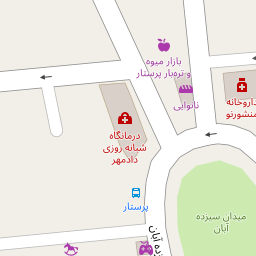 بازار میوه
و تره‌بار پرستار
نانوایی
داروخانه
منشورنو
درمانگاه
شبانه روزی
دادمهر
پرستار
میدان سیزده
آبان